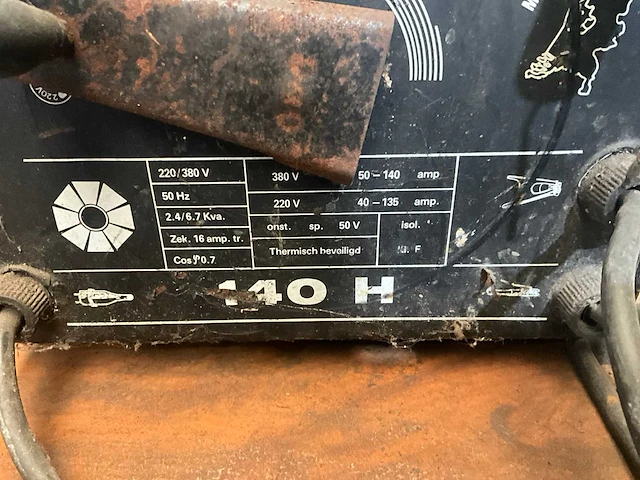 220V
M
220/380 V
380 V 50-140 amp
50 Hz
220 V 40-135 amp.
2.4/6.7 Kva.
onst. sp. 50 V
isol.
Zek. 16 amp. tr.
Thermisch beveiligd
F
Cos φ 0.7
140 H